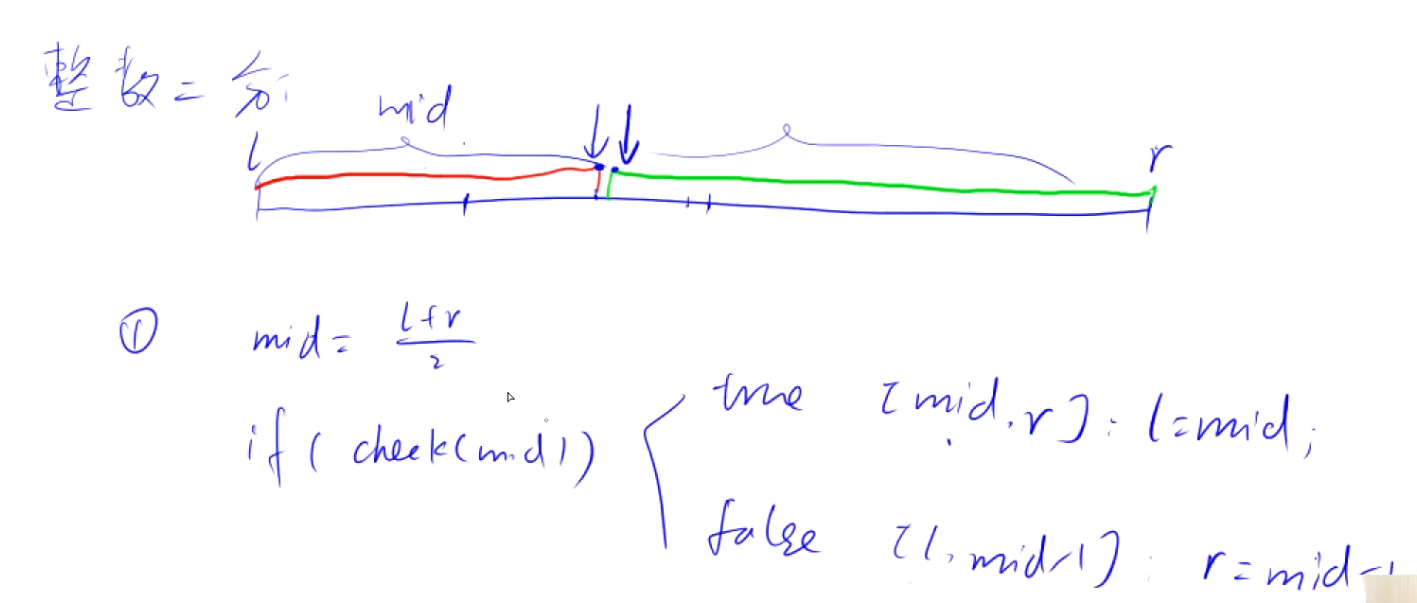 整数二分
mid
l
r
① mid = l+r
2
if (check(mid))
true [mid, r] : l=mid;
false [l, mid-1] : r=mid-1